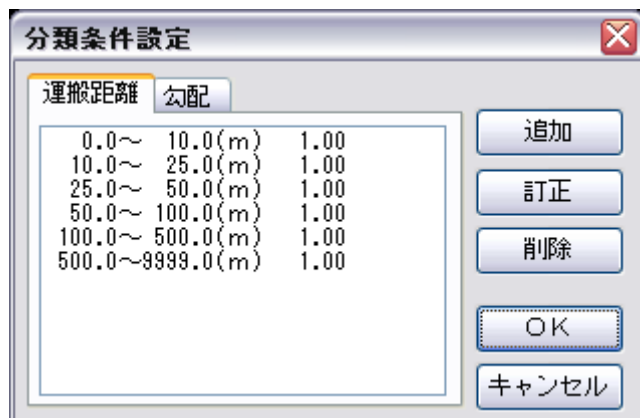 分類条件設定
運搬距離 勾配
0.0～ 10.0(m) 1.00
10.0～ 25.0(m) 1.00
25.0～ 50.0(m) 1.00
50.0～ 100.0(m) 1.00
100.0～ 500.0(m) 1.00
500.0～9999.0(m) 1.00
追加
訂正
削除
ＯＫ
キャンセル